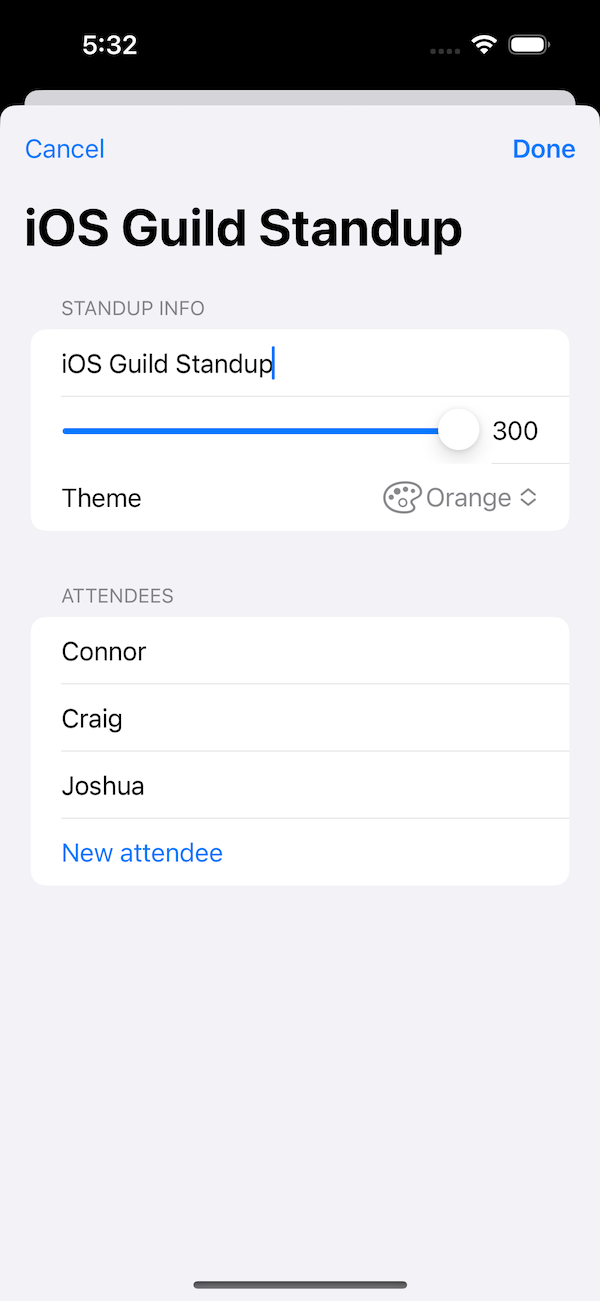 5:32
Cancel Done
iOS Guild Standup
STANDUP INFO
iOS Guild Standup
300
Theme Orange
ATTENDEES
Connor
Craig
Joshua
New attendee